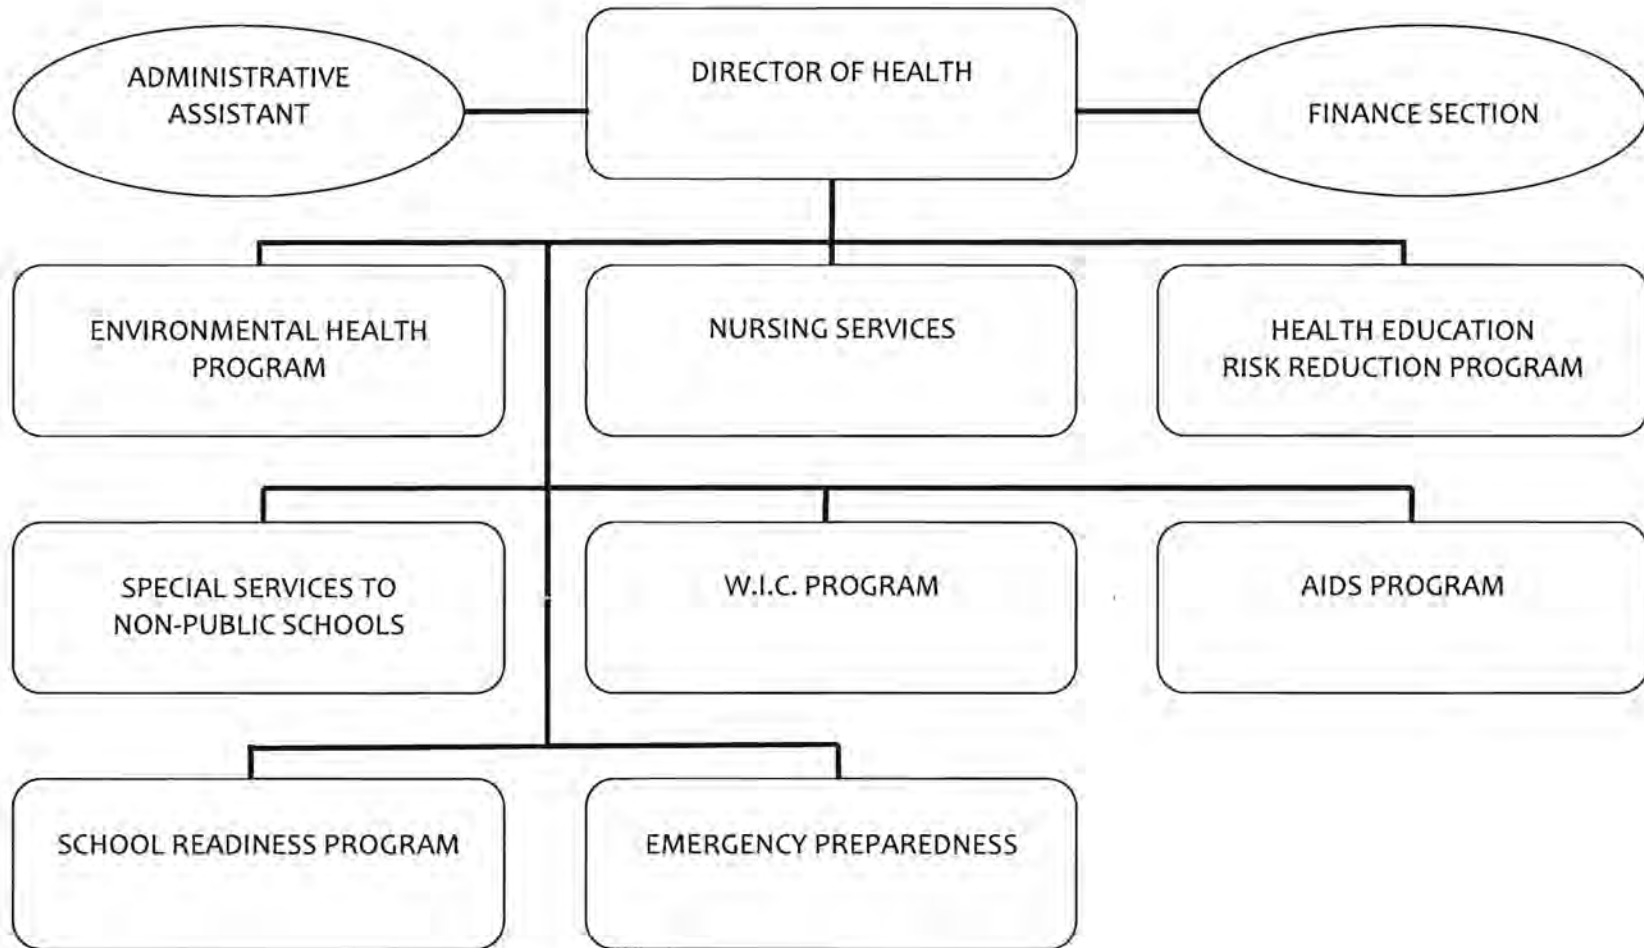 ADMINISTRATIVE
ASSISTANT
DIRECTOR OF HEALTH
FINANCE SECTION
ENVIRONMENTAL HEALTH
PROGRAM
NURSING SERVICES
HEALTH EDUCATION
RISK REDUCTION PROGRAM
SPECIAL SERVICES TO
NON-PUBLIC SCHOOLS
W.I.C. PROGRAM
AIDS PROGRAM
SCHOOL READINESS PROGRAM
EMERGENCY PREPAREDNESS